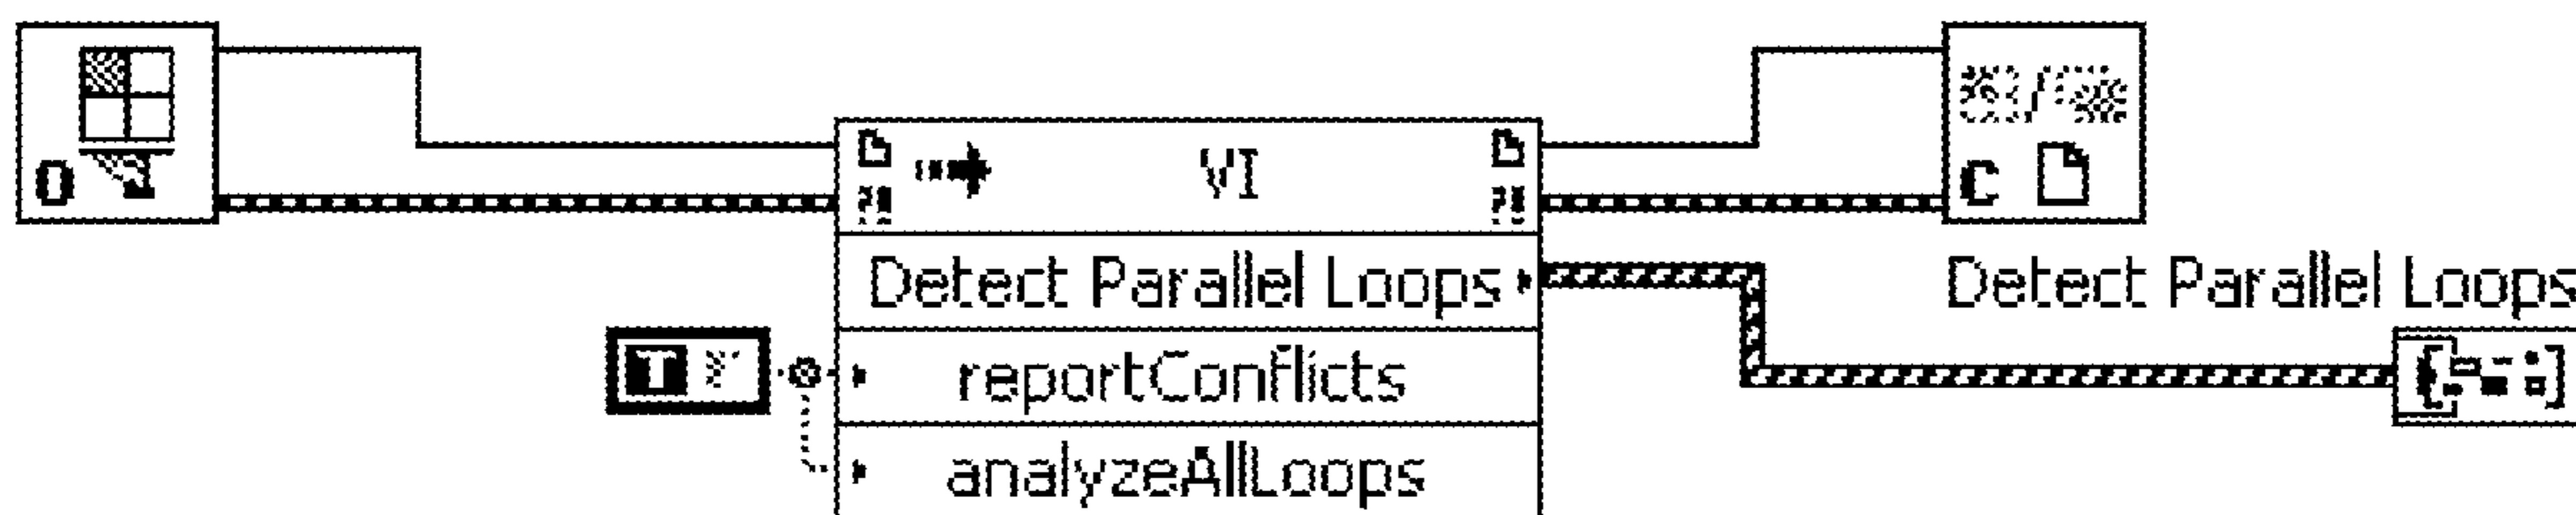 O
VI
C
Detect Parallel Loops
Detect Parallel Loops
T F
reportConflicts
analyzeAllLoops